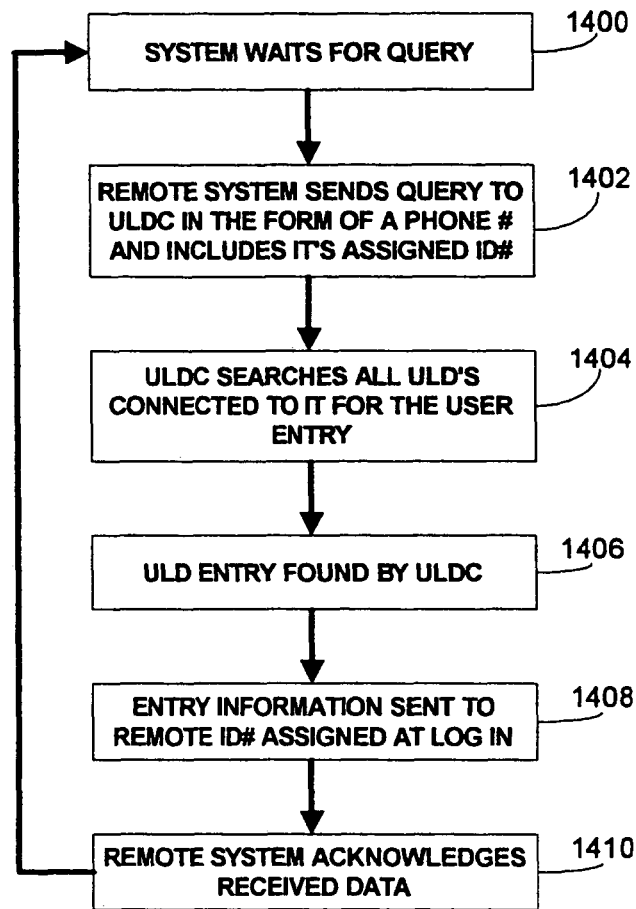 SYSTEM WAITS FOR QUERY
1400
REMOTE SYSTEM SENDS QUERY TO
ULDC IN THE FORM OF A PHONE #
AND INCLUDES IT'S ASSIGNED ID#
1402
ULDC SEARCHES ALL ULD'S
CONNECTED TO IT FOR THE USER
ENTRY
1404
ULD ENTRY FOUND BY ULDC
1406
ENTRY INFORMATION SENT TO
REMOTE ID# ASSIGNED AT LOG IN
1408
REMOTE SYSTEM ACKNOWLEDGES
RECEIVED DATA
1410